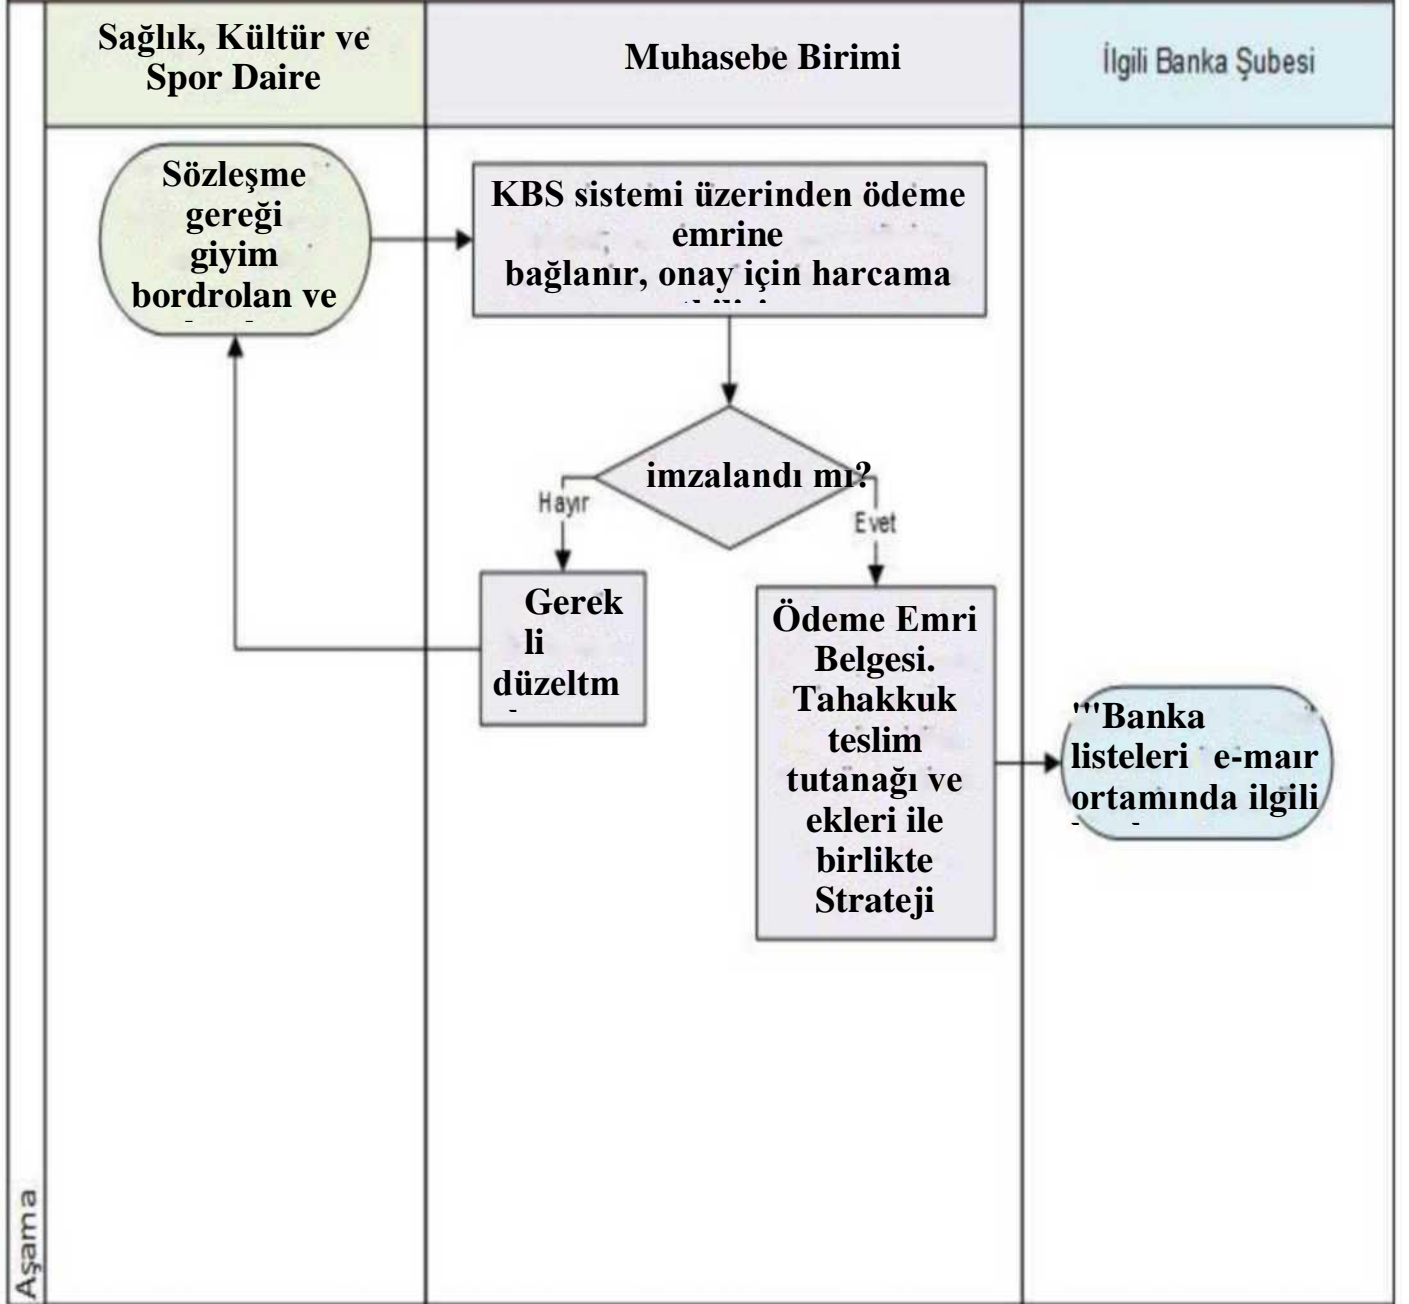 Sağlık, Kültür ve
Spor Daire
Muhasebe Birimi
İlgili Banka Şubesi
Sözleşme
gereği
giyim
bordrolan ve
KBS sistemi üzerinden ödeme
emrine
bağlanır, onay için harcama
imzalandı mı?
Hayır
Evet
Gerek
li
düzeltm
Ödeme Emri
Belgesi.
Tahakkuk
teslim
tutanağı ve
ekleri ile
birlikte
Strateji
'"Banka
listeleri e-maır
ortamında ilgili
Aşama